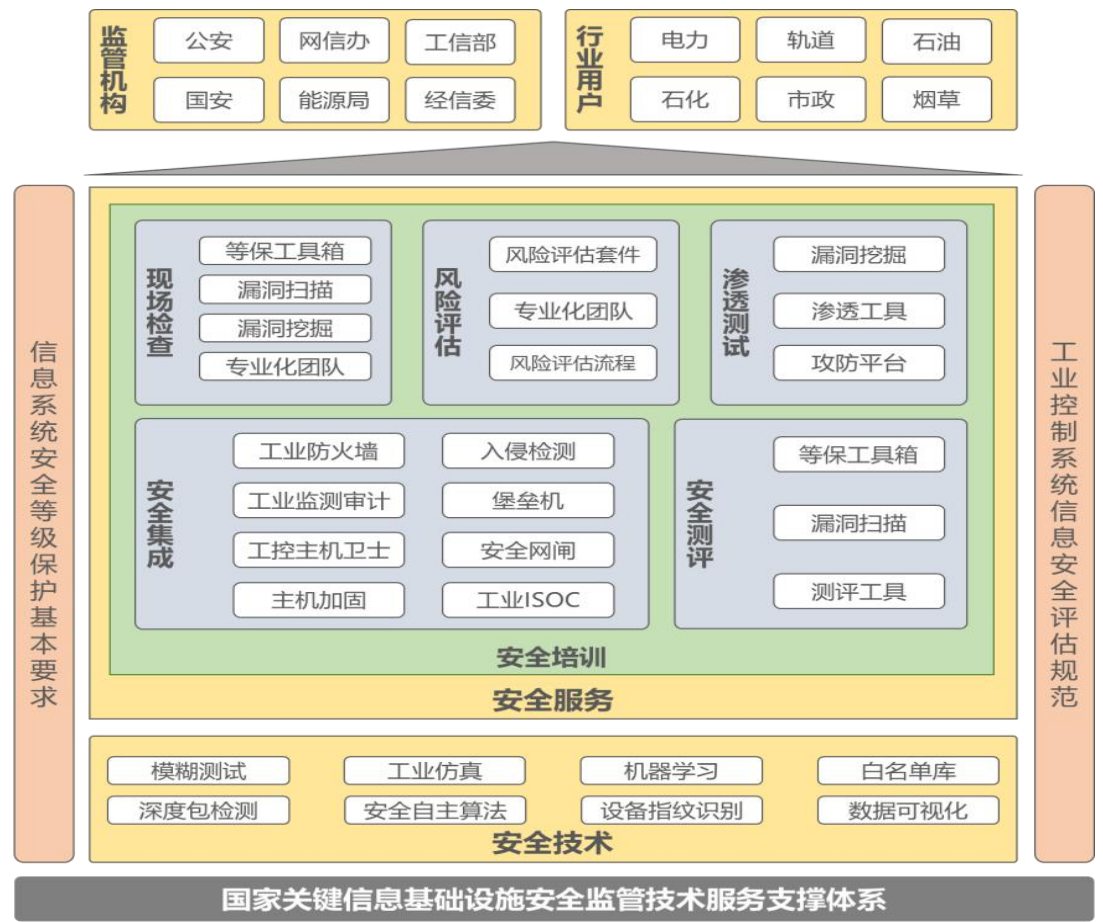 监管机构
公安
网信办
工信部
国安
能源局
经信委
行业用户
电力
轨道
石油
石化
市政
烟草
信息系统安全等级保护基本要求
现场检查
等保工具箱
漏洞扫描
漏洞挖掘
专业化团队
风险评估
风险评估套件
专业化团队
风险评估流程
渗透测试
漏洞挖掘
渗透工具
攻防平台
安全集成
工业防火墙
入侵检测
工业监测审计
堡垒机
工控主机卫士
安全网闸
主机加固
工业ISOC
安全测评
等保工具箱
漏洞扫描
测评工具
安全培训
安全服务
工业控制系统信息安全评估规范
模糊测试
工业仿真
机器学习
白名单库
深度包检测
安全自主算法
设备指纹识别
数据可视化
安全技术
国家关键信息基础设施安全监管技术服务支撑体系